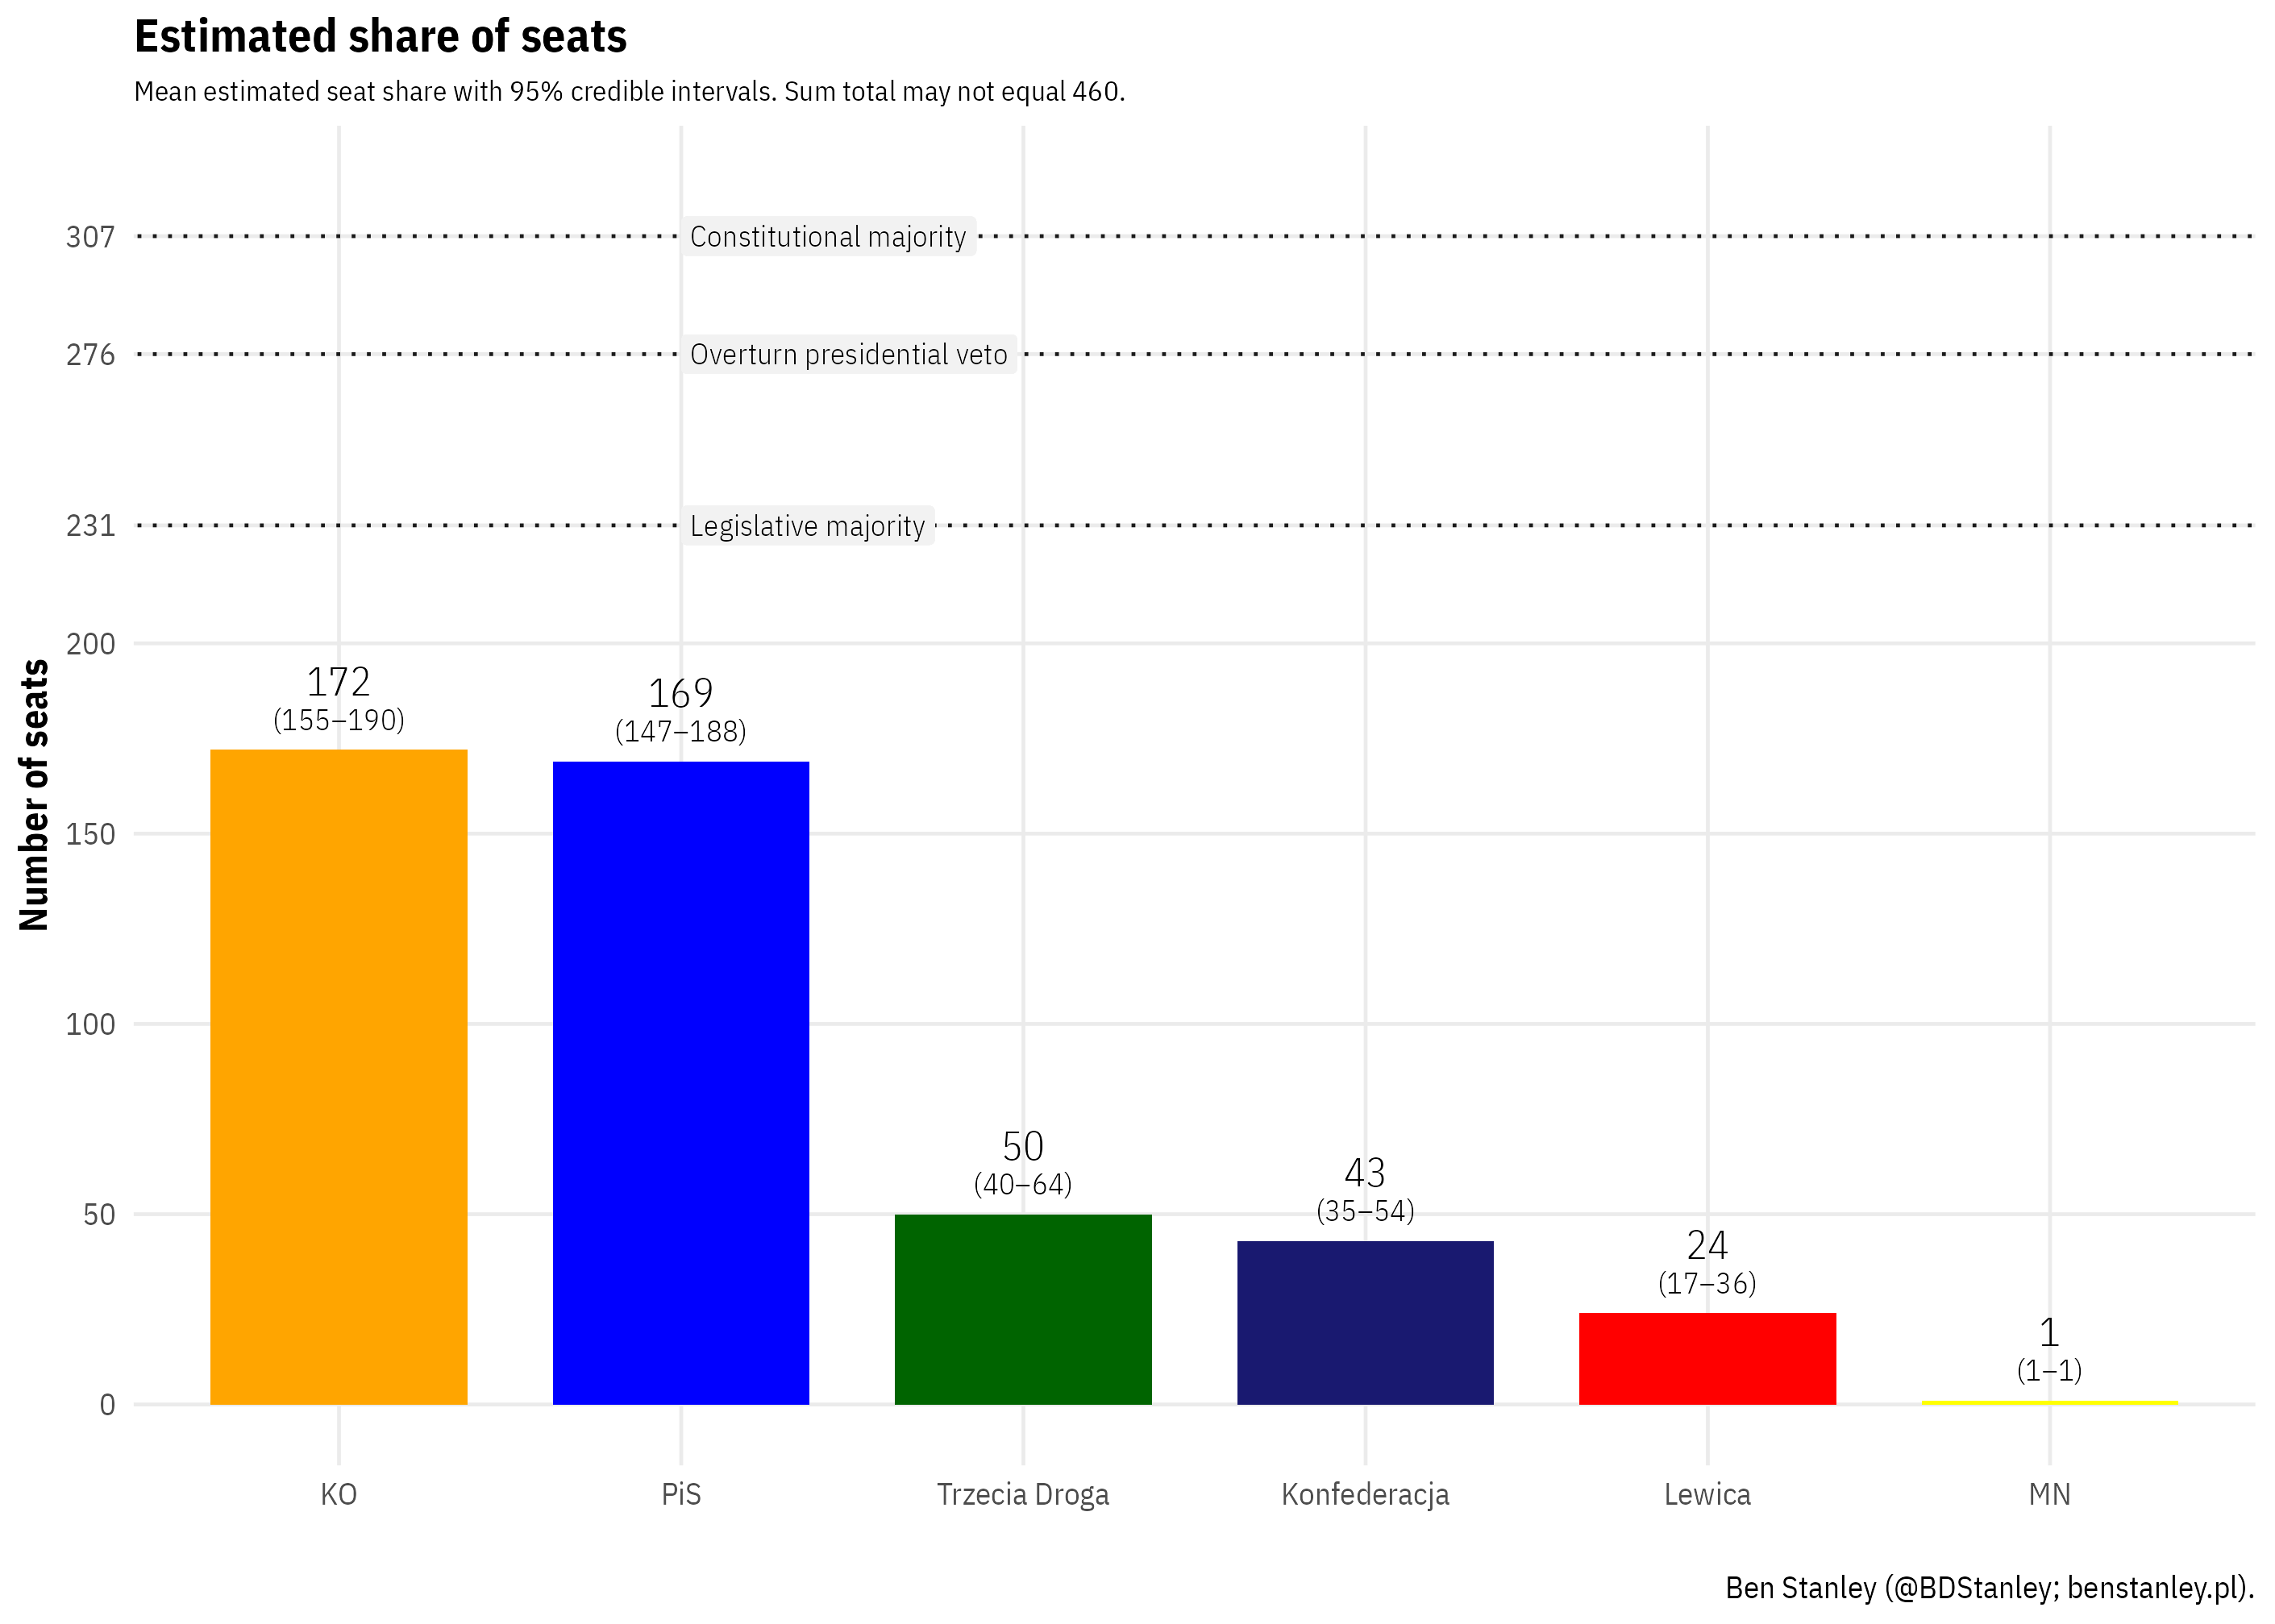 Estimated share of seats
Mean estimated seat share with 95% credible intervals. Sum total may not equal 460.
Number of seats
307
Constitutional majority
276
Overturn presidential veto
231
Legislative majority
200
150
100
50
0
172
(155–190)
169
(147–188)
50
(40–64)
43
(35–54)
24
(17–36)
1
(1–1)
KO
PiS
Trzecia Droga
Konfederacja
Lewica
MN
Ben Stanley (@BDStanley; benstanley.pl).